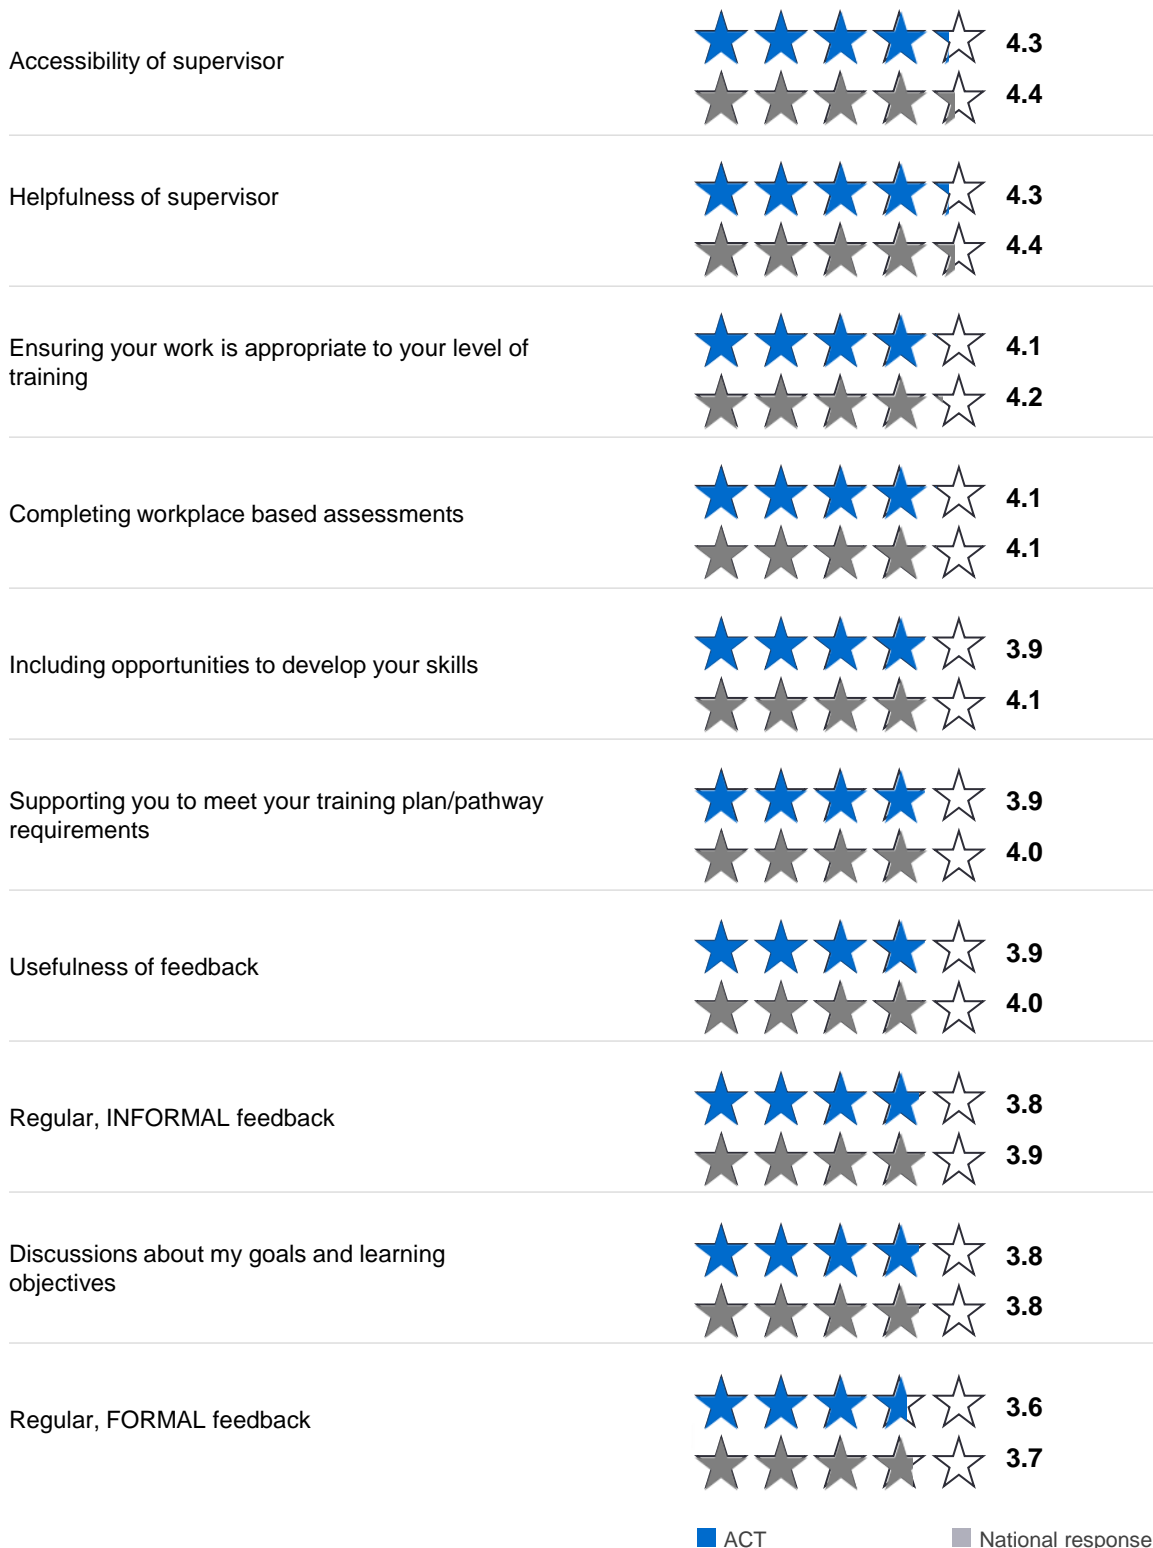 Accessibility of supervisor
4.3
4.4
Helpfulness of supervisor
4.3
4.4
Ensuring your work is appropriate to your level of
training
4.1
4.2
Completing workplace based assessments
4.1
4.1
Including opportunities to develop your skills
3.9
4.1
Supporting you to meet your training plan/pathway
requirements
3.9
4.0
Usefulness of feedback
3.9
4.0
Regular, INFORMAL feedback
3.8
3.9
Discussions about my goals and learning
objectives
3.8
3.8
Regular, FORMAL feedback
3.6
3.7
ACT
National response